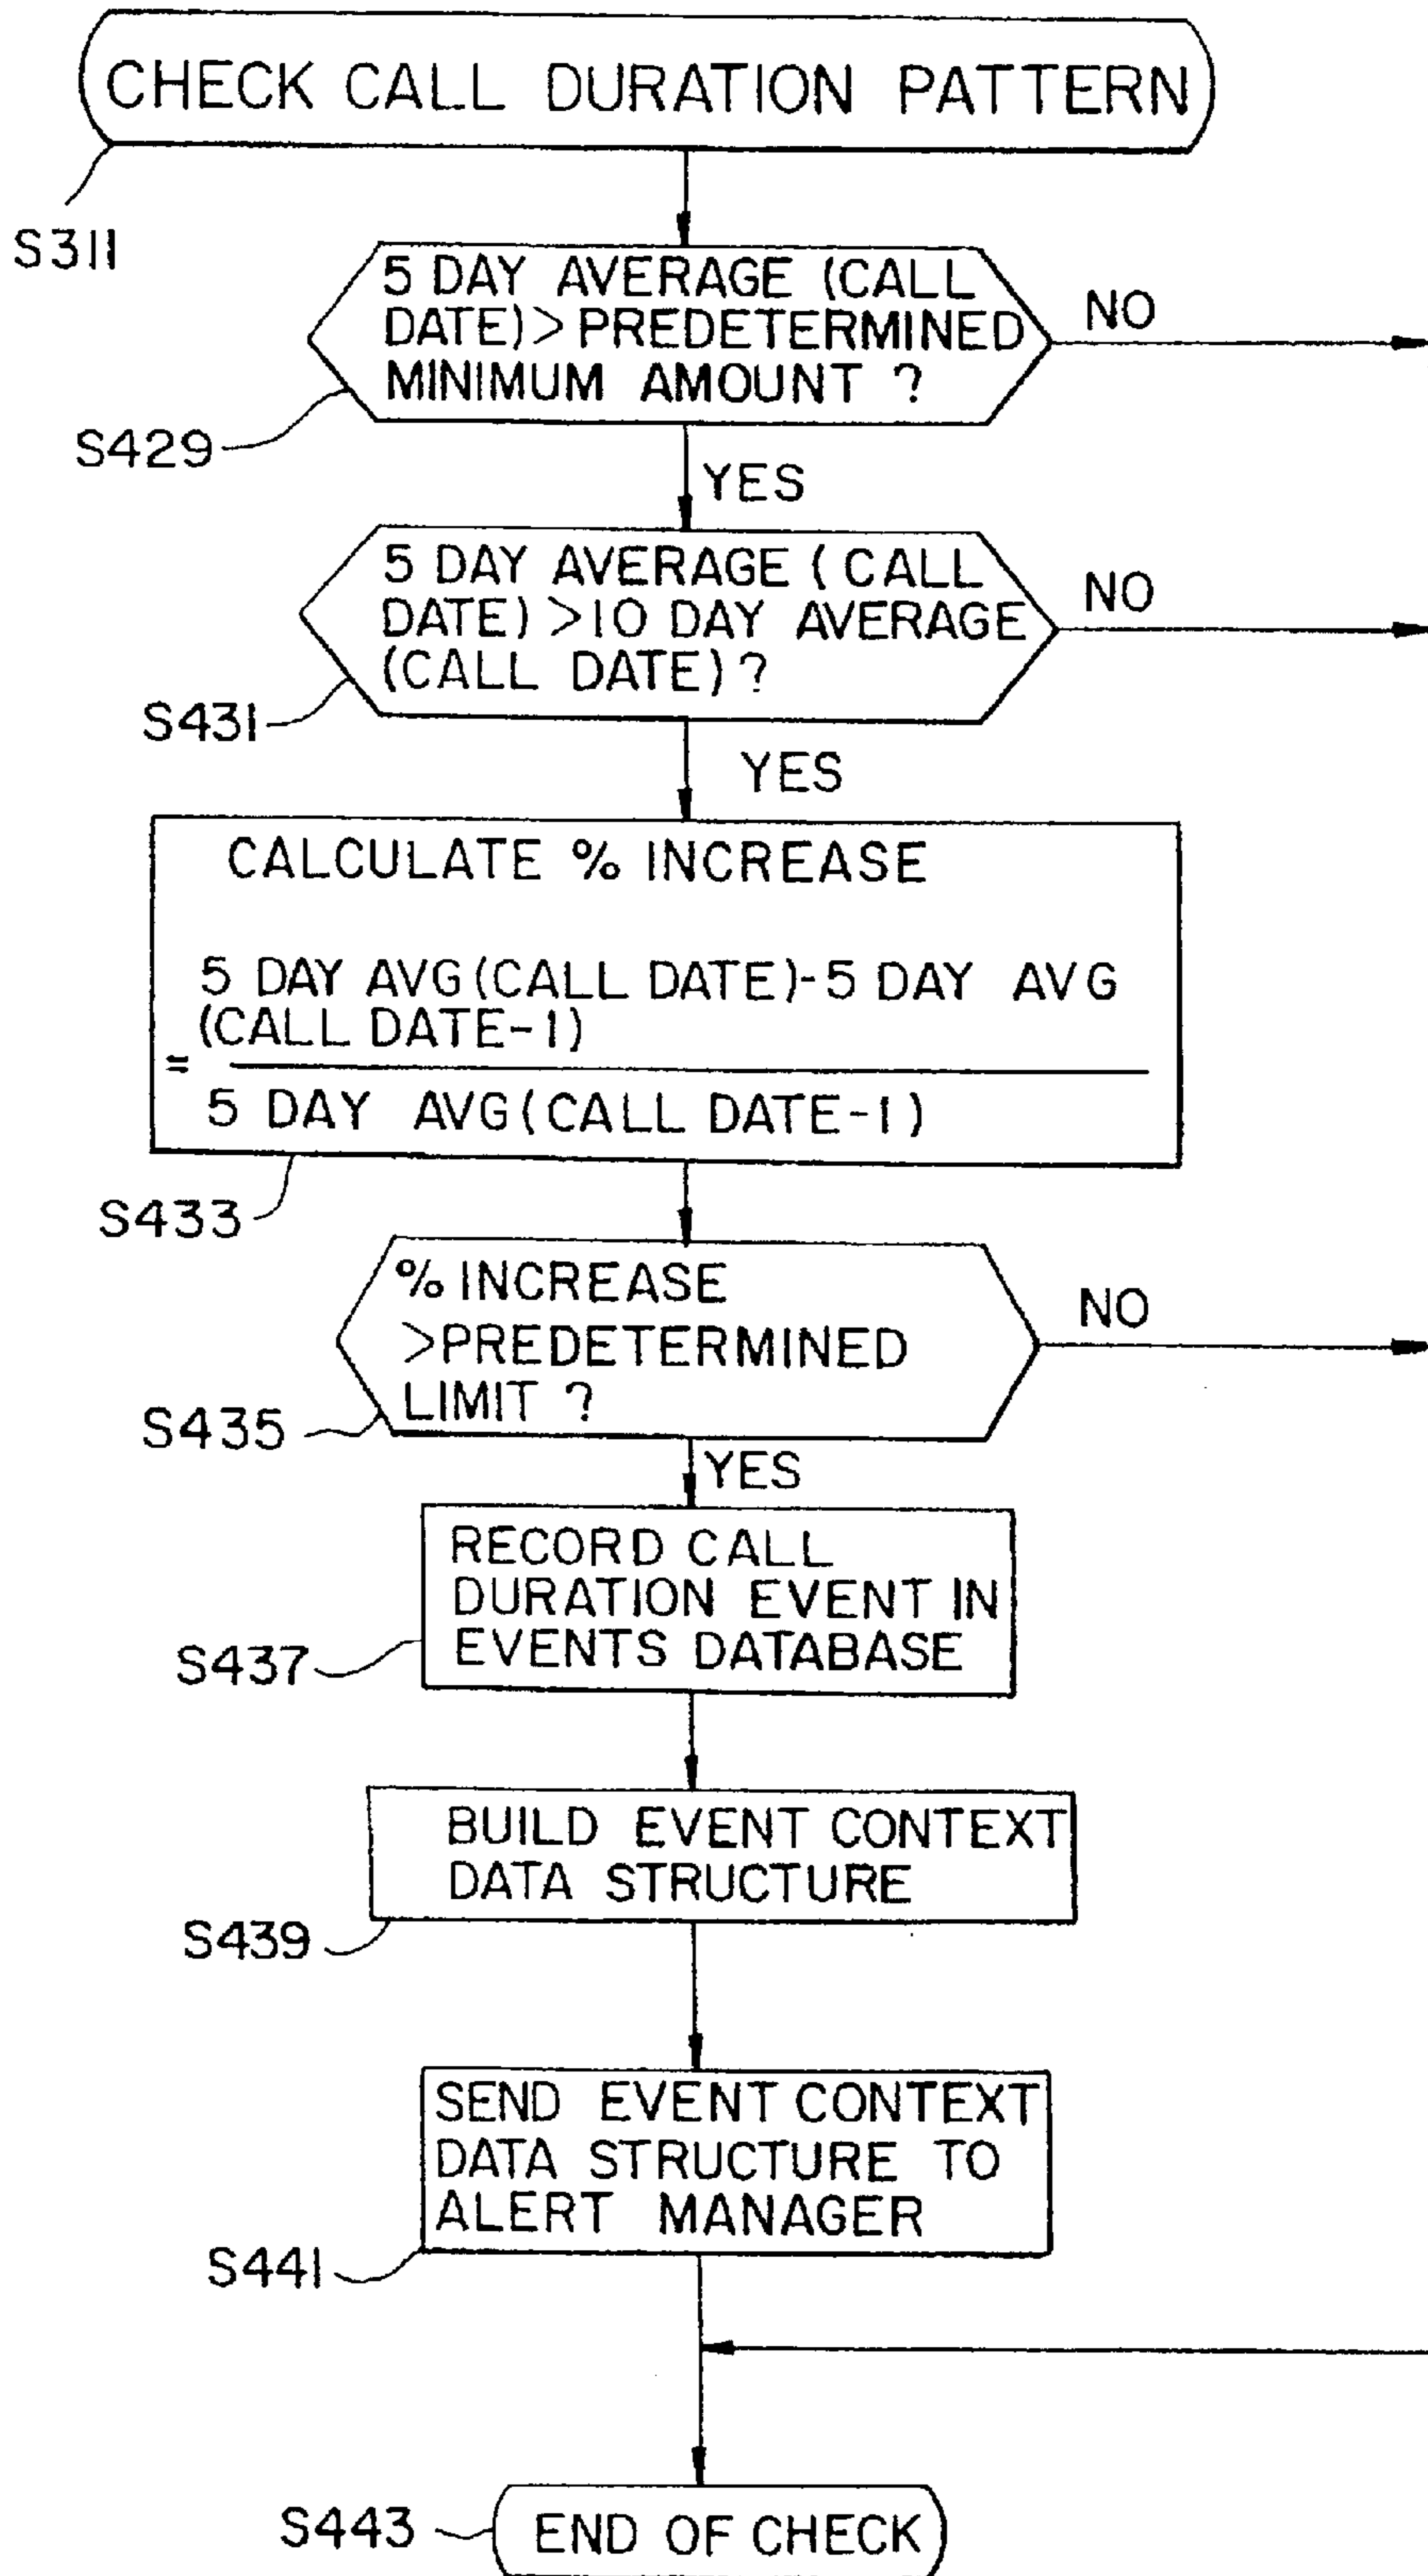 CHECK CALL DURATION PATTERN
S311
5 DAY AVERAGE (CALL
DATE)>PREDETERMINED
MINIMUM AMOUNT ?
NO
S429
YES
5 DAY AVERAGE ( CALL
DATE) >10 DAY AVERAGE
(CALL DATE) ?
NO
S431
YES
CALCULATE % INCREASE
5 DAY AVG (CALL DATE)-5 DAY AVG
(CALL DATE-1)
=
5 DAY AVG (CALL DATE-1)
S433
% INCREASE
>PREDETERMINED
LIMIT ?
NO
S435
YES
RECORD CALL
DURATION EVENT IN
EVENTS DATABASE
S437
BUILD EVENT CONTEXT
DATA STRUCTURE
S439
SEND EVENT CONTEXT
DATA STRUCTURE TO
ALERT MANAGER
S441
S443
END OF CHECK